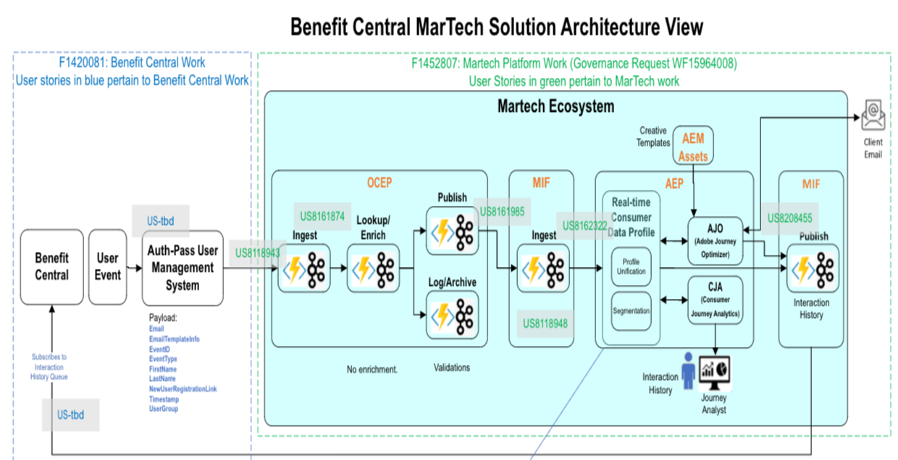 Benefit Central MarTech Solution Architecture View
F1420081: Benefit Central Work
User stories in blue pertain to Benefit Central Work
F1452807: Martech Platform Work (Governance Request WF15964008)
User Stories in green pertain to MarTech work
Martech Ecosystem
Creative
Templates
AEM
Assets
Client
Email
OCEP
MIF
AEP
MIF
US-tbd
US8118943
US8161874
Ingest
Lookup/
Enrich
Publish
US8161985
Log/Archive
Ingest
US8162322
US8118948
Real-time
Consumer
Data Profile
Profile
Unification
Segmentation
AJO
(Adobe Journey
Optimizer)
CJA
(Consumer
Journey Analytics)
US8208455
Publish
Interaction
History
Benefit
Central
User
Event
Auth-Pass User
Management
System
Payload:
Email
EmailTemplateInfo
EventID
EventType
FirstName
LastName
NewUserRegistrationLink
Timestamp
UserGroup
Subscribes to
Interaction
History Queue
US-tbd
No enrichment.
Validations
Interaction
History
Journey
Analyst